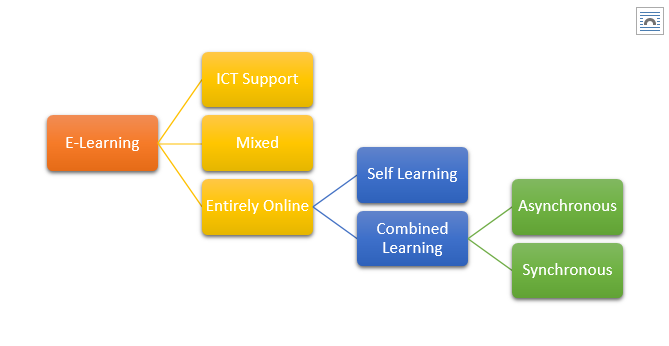 ICT Support
E-Learning
Mixed
Entirely Online
Self Learning
Combined
Learning
Asynchronous
Synchronous